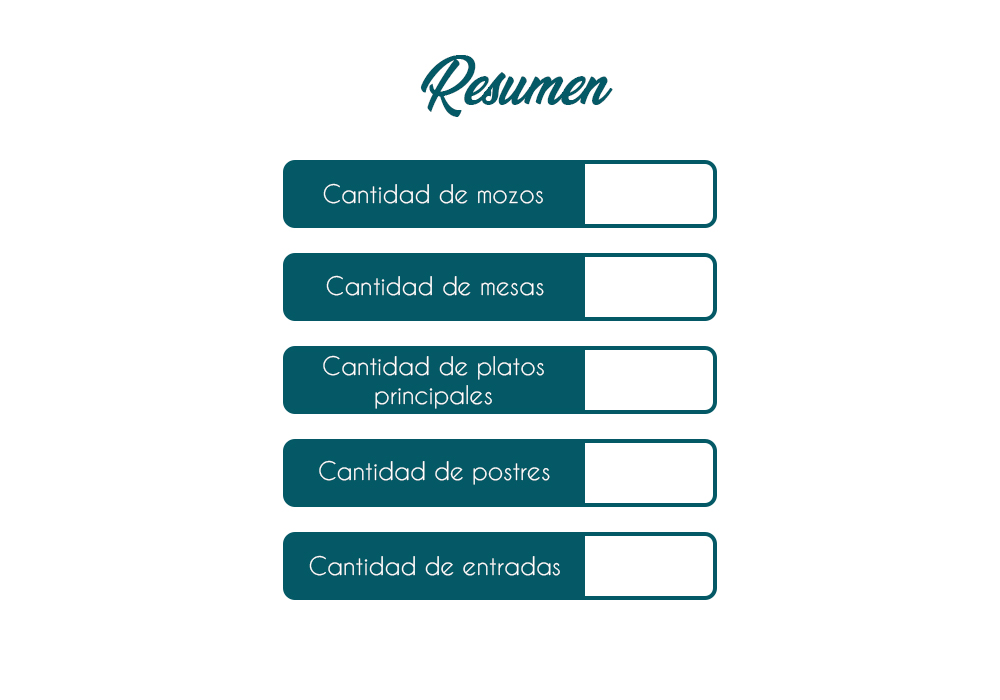 Resumen
Cantidad de mozos
Cantidad de mesas
Cantidad de platos
principales
Cantidad de postres
Cantidad de entradas